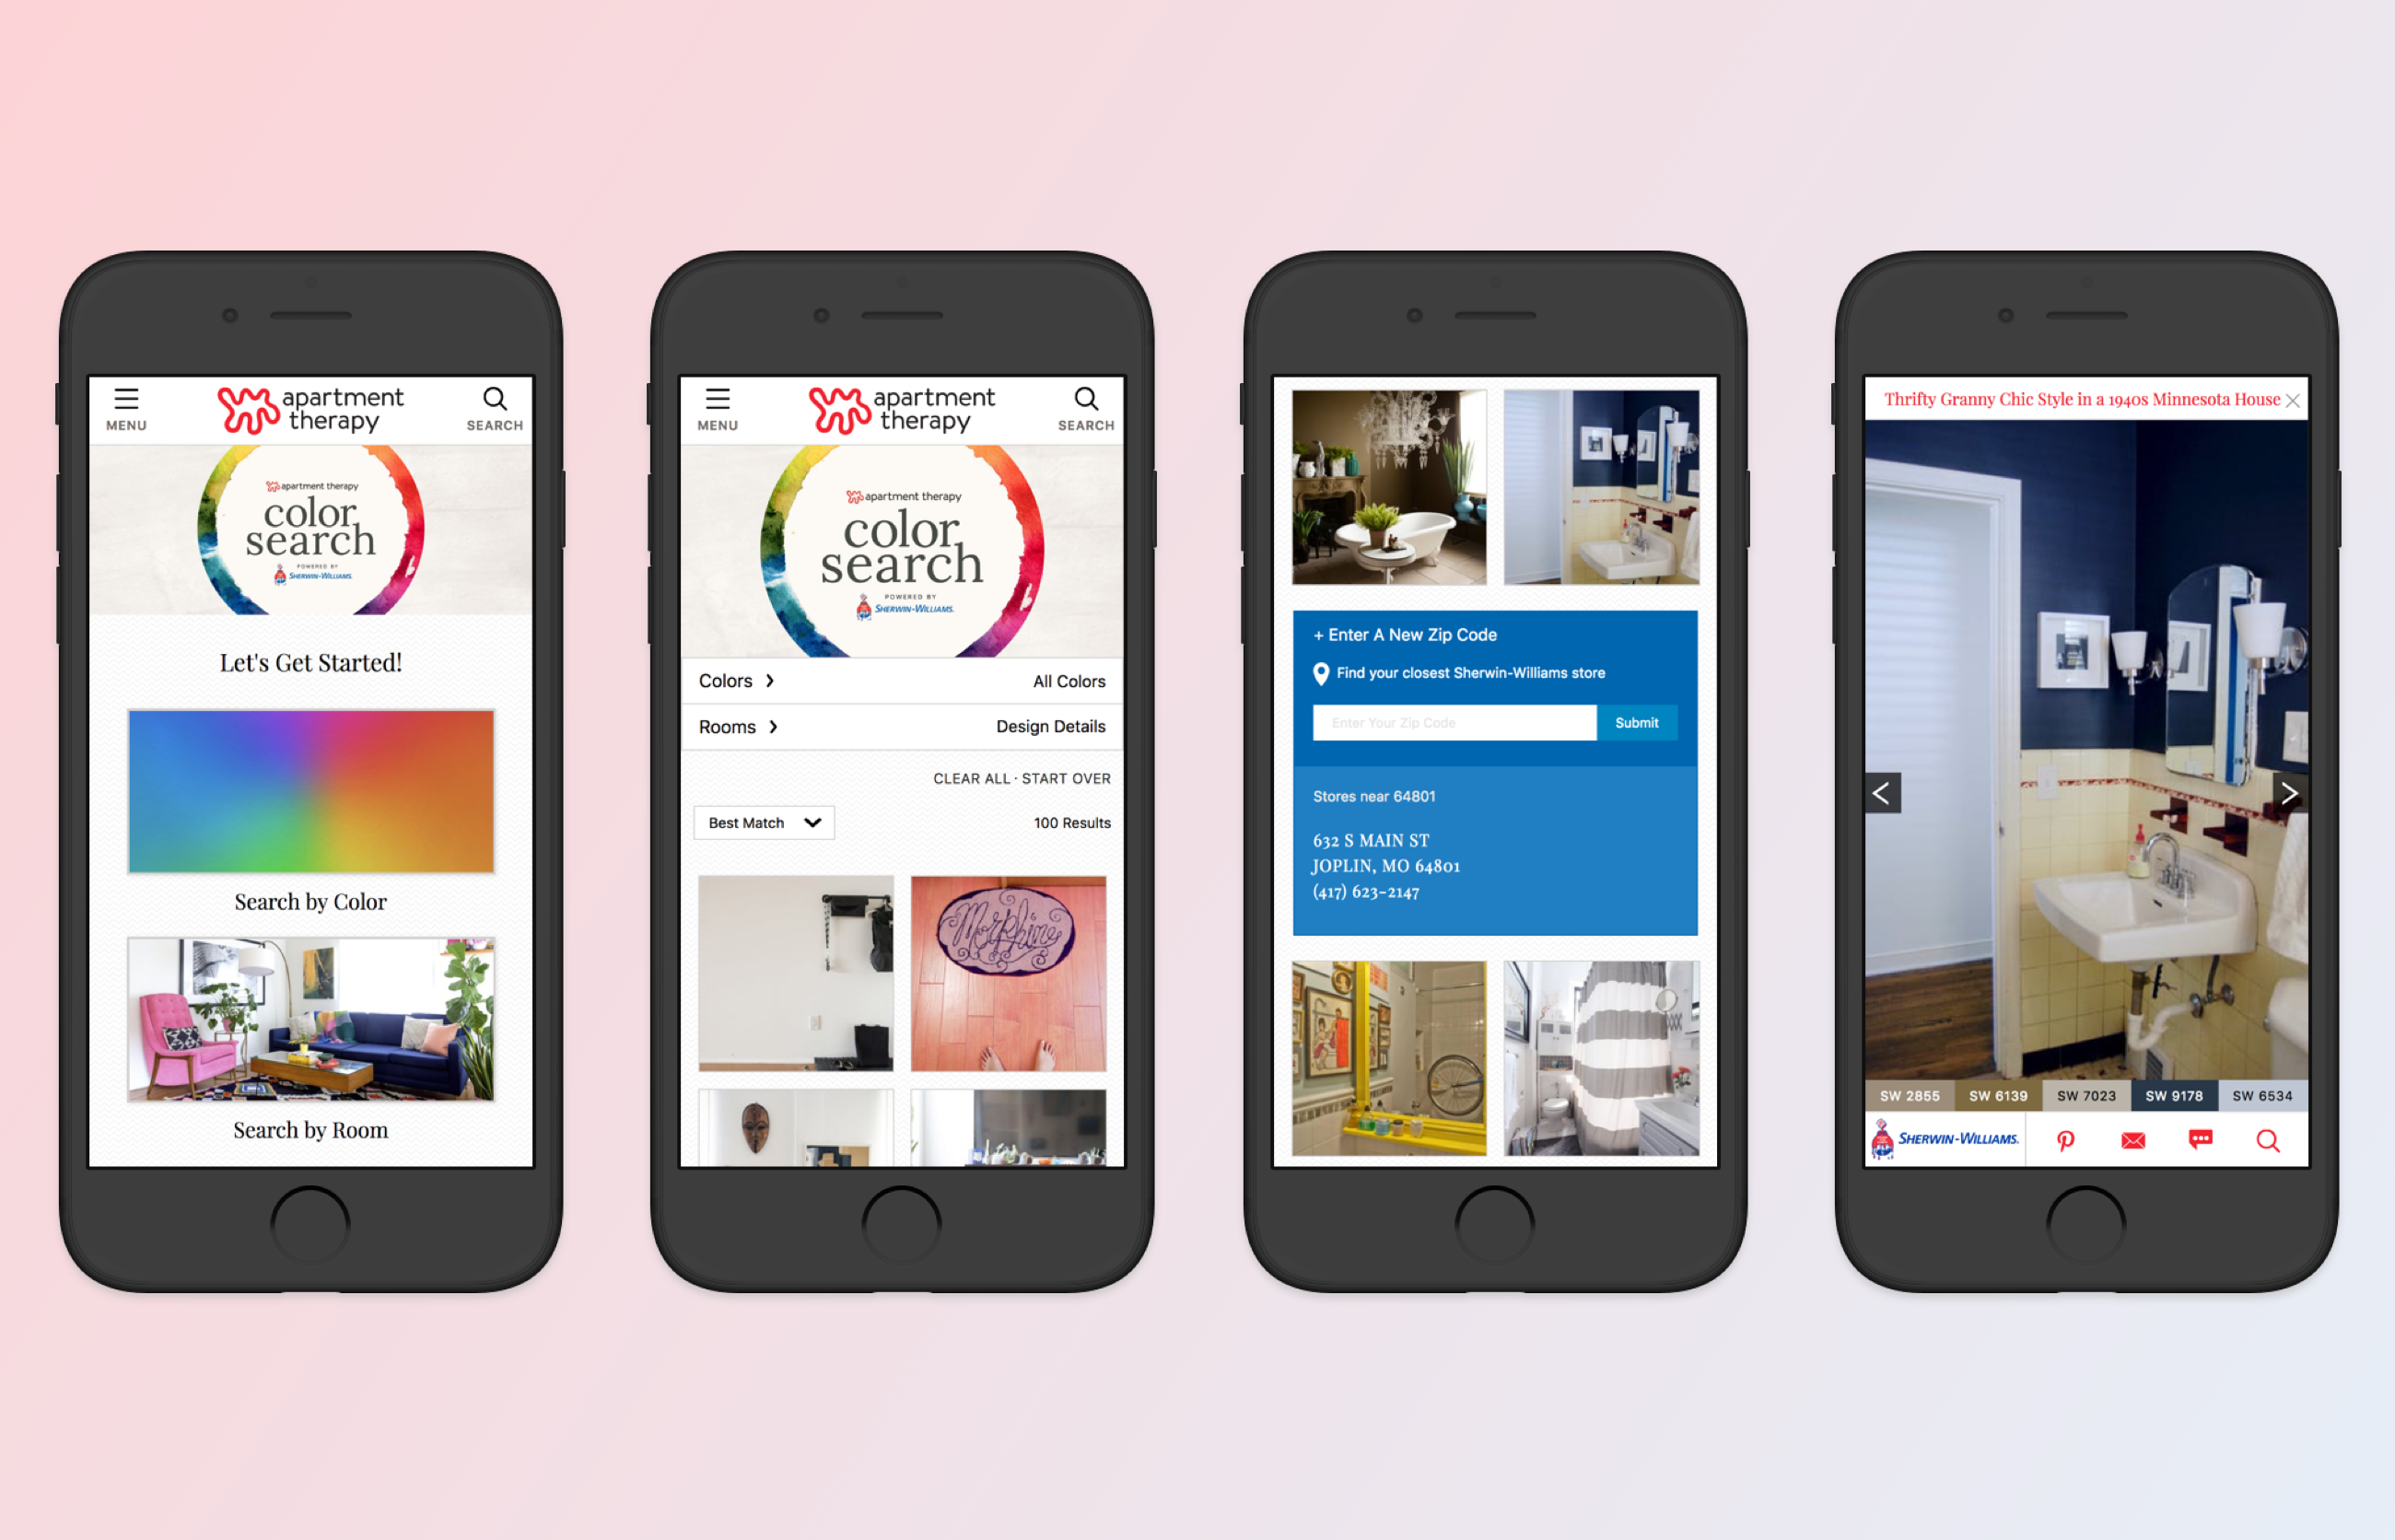 MENU
apartment
therapy
SEARCH
apartment therapy
color
search
POWERED BY
SHERWIN-WILLIAMS.
Let's Get Started!
Search by Color
Search by Room
MENU
apartment
therapy
SEARCH
apartment therapy
color
search
POWERED BY
SHERWIN-WILLIAMS.
Colors
All Colors
Rooms
Design Details
CLEAR ALL · START OVER
Best Match
100 Results
Morphine
+ Enter A New Zip Code
Find your closest Sherwin-Williams store
Enter Your Zip Code
Submit
Stores near 64801
632 S MAIN ST
JOPLIN, MO 64801
(417) 623-2147
Thrifty Granny Chic Style in a 1940s Minnesota House
SW 2855
SW 6139
SW 7023
SW 9178
SW 6534
SHERWIN-WILLIAMS.